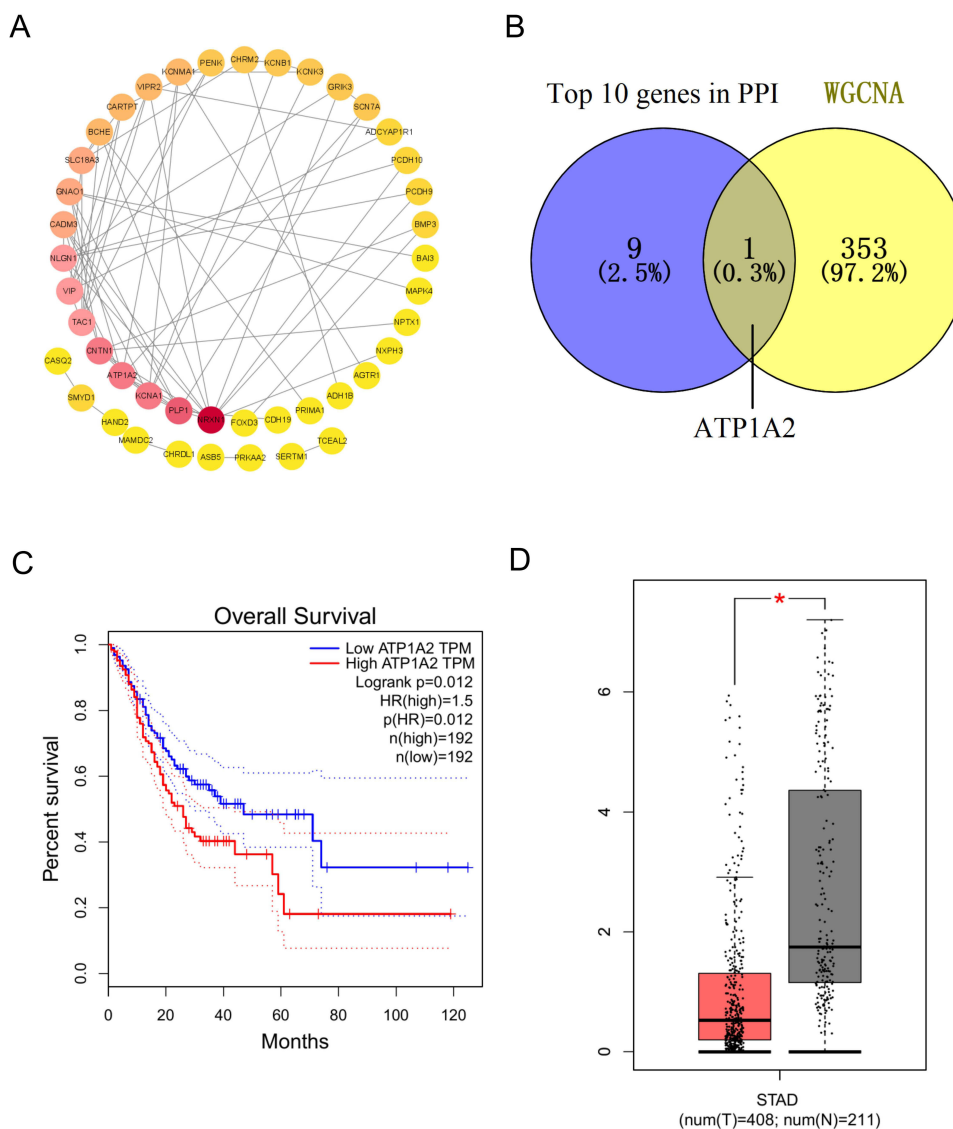 A
PENK
CHRM2
KCNB1
KCNK3
KCNMA1
VIPR2
GRIK3
CARTPT
SCN7A
BCHE
ADCYAP1R1
SLC18A3
PCDH10
GNAO1
PCDH9
CADM3
BMP3
NLGN1
BAI3
VIP
MAPK4
TAC1
NPTX1
CNTN1
NXPH3
CASQ2
ATP1A2
AGTR1
SMYD1
KCNA1
ADH1B
PLP1
PRIMA1
HAND2
NRXN1
FOXD3
CDH19
MAMDC2
TCEAL2
CHRDL1
ASB5
PRKAA2
SERTM1
B
Top 10 genes in PPI
WGCNA
9
(2.5%)
1
(0.3%)
353
(97.2%)
ATP1A2
C
Overall Survival
Low ATP1A2 TPM
High ATP1A2 TPM
Logrank p=0.012
HR(high)=1.5
p(HR)=0.012
n(high)=192
n(low)=192
Percent survival
1.0
0.8
0.6
0.4
0.2
0.0
0 20 40 60 80 100 120
Months
D
*
6
4
2
0
STAD
(num(T)=408; num(N)=211)